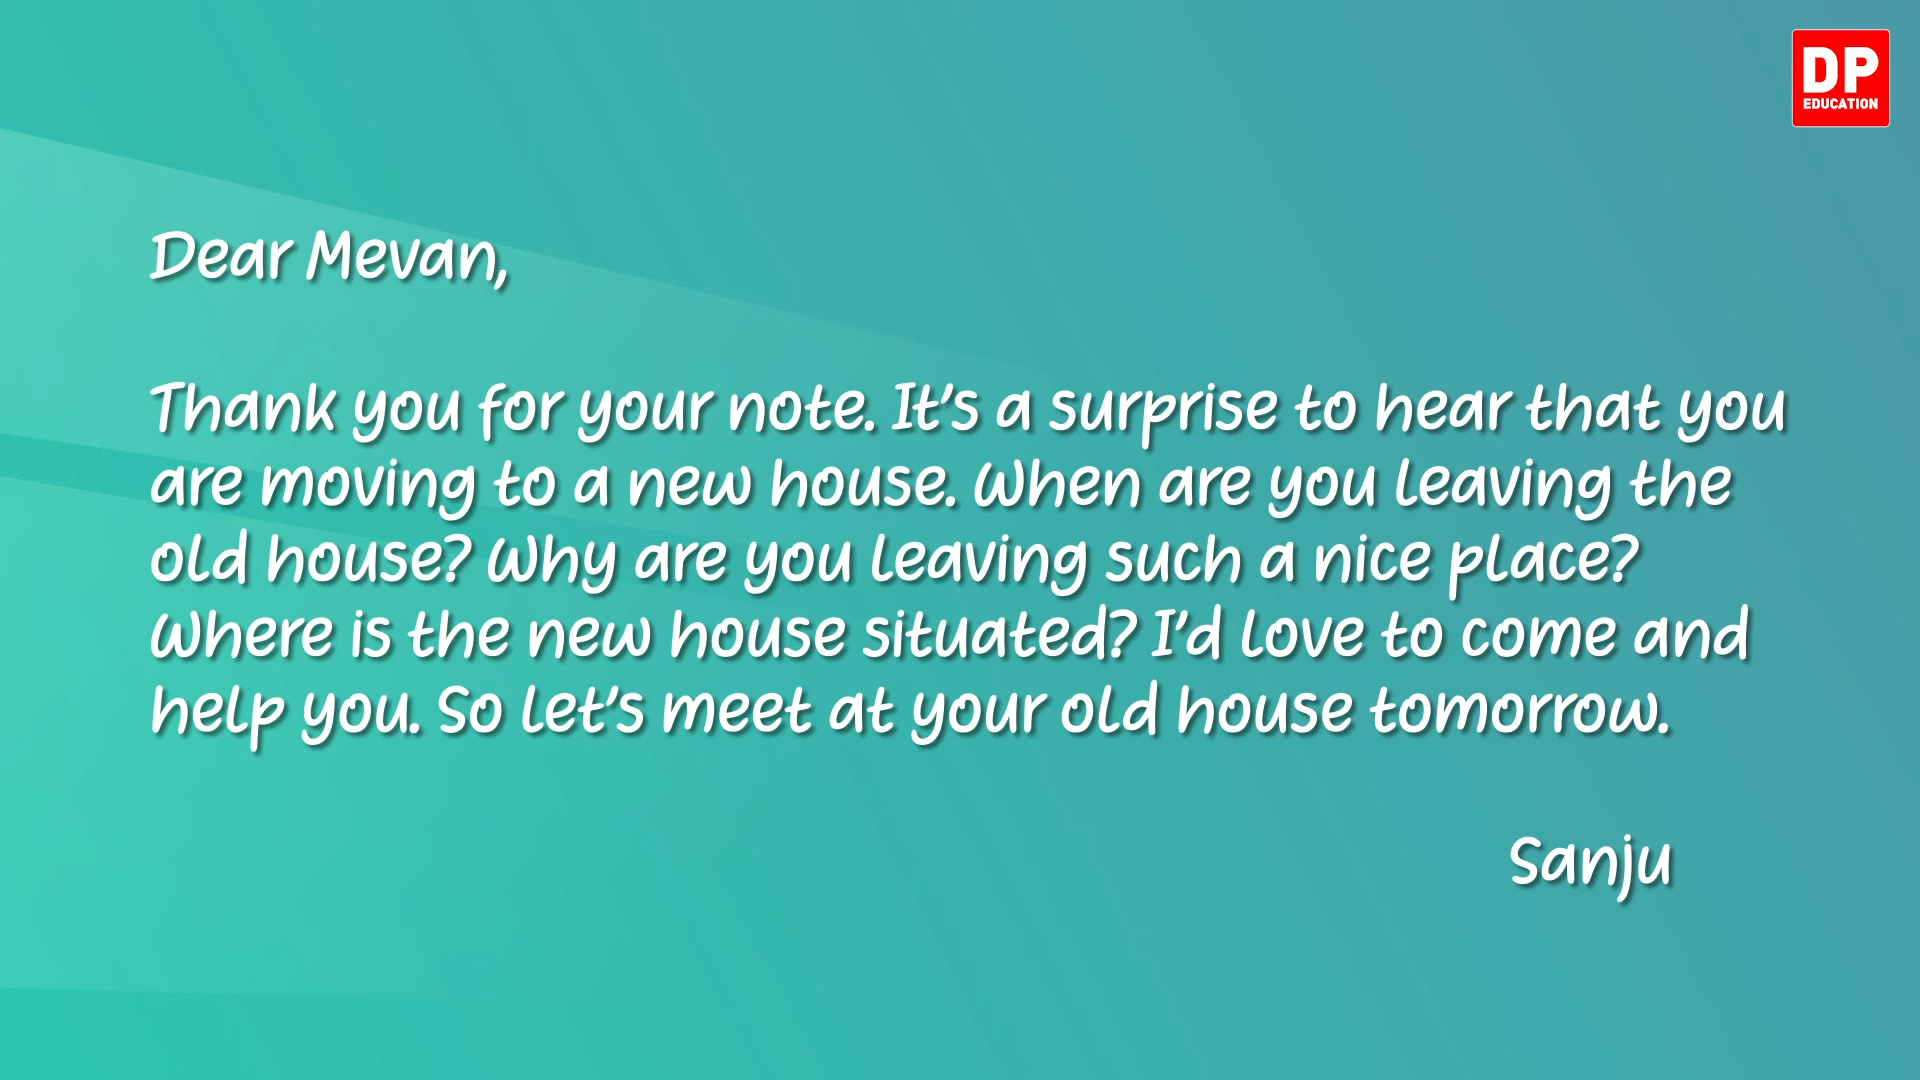 DP
EDUCATION
Dear Mevan,
Thank you for your note. It's a surprise to hear that you
are moving to a new house. When are you leaving the
old house? Why are you leaving such a nice place?
Where is the new house situated? I'd love to come and
help you. So let's meet at your old house tomorrow.
Sanju